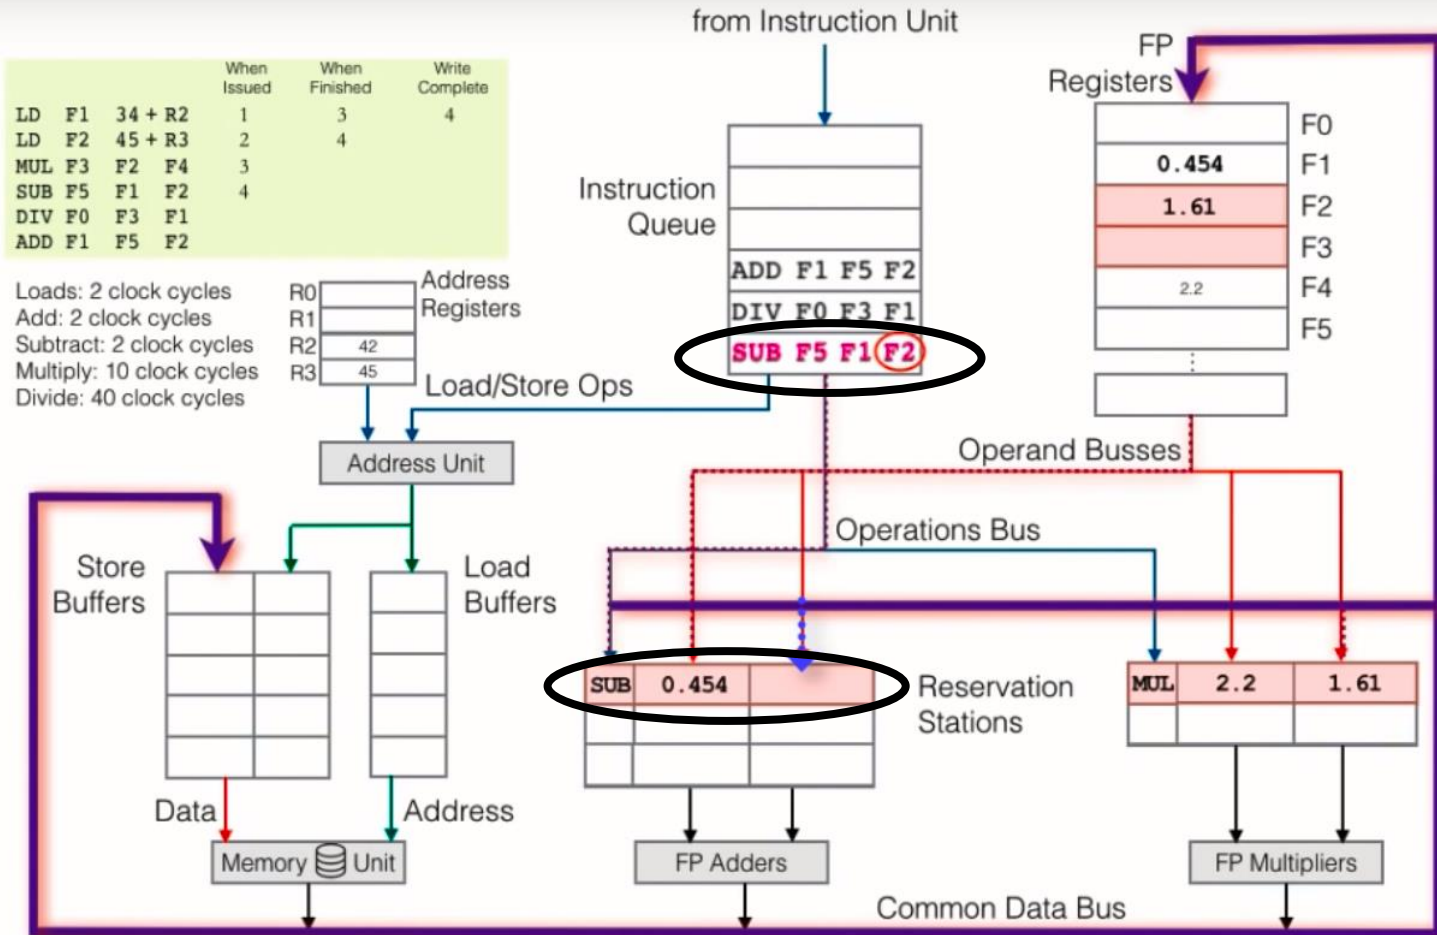 from Instruction Unit
When Issued When Finished Write Complete
LD F1 34 + R2 1 3 4
LD F2 45 + R3 2 4
MUL F3 F2 F4 3
SUB F5 F1 F2 4
DIV F0 F3 F1
ADD F1 F5 F2
Loads: 2 clock cycles
Add: 2 clock cycles
Subtract: 2 clock cycles
Multiply: 10 clock cycles
Divide: 40 clock cycles
R0
R1
R2 42
R3 45
Address
Registers
Instruction
Queue
ADD F1 F5 F2
DIV F0 F3 F1
SUB F5 F1 F2
FP
Registers
F0
0.454 F1
1.61 F2
F3
2.2 F4
F5
⋮
Load/Store Ops
Address Unit
Operand Busses
Operations Bus
Store
Buffers
Load
Buffers
SUB 0.454
Reservation
Stations
MUL 2.2 1.61
Data
Address
Memory Unit
FP Adders
FP Multipliers
Common Data Bus